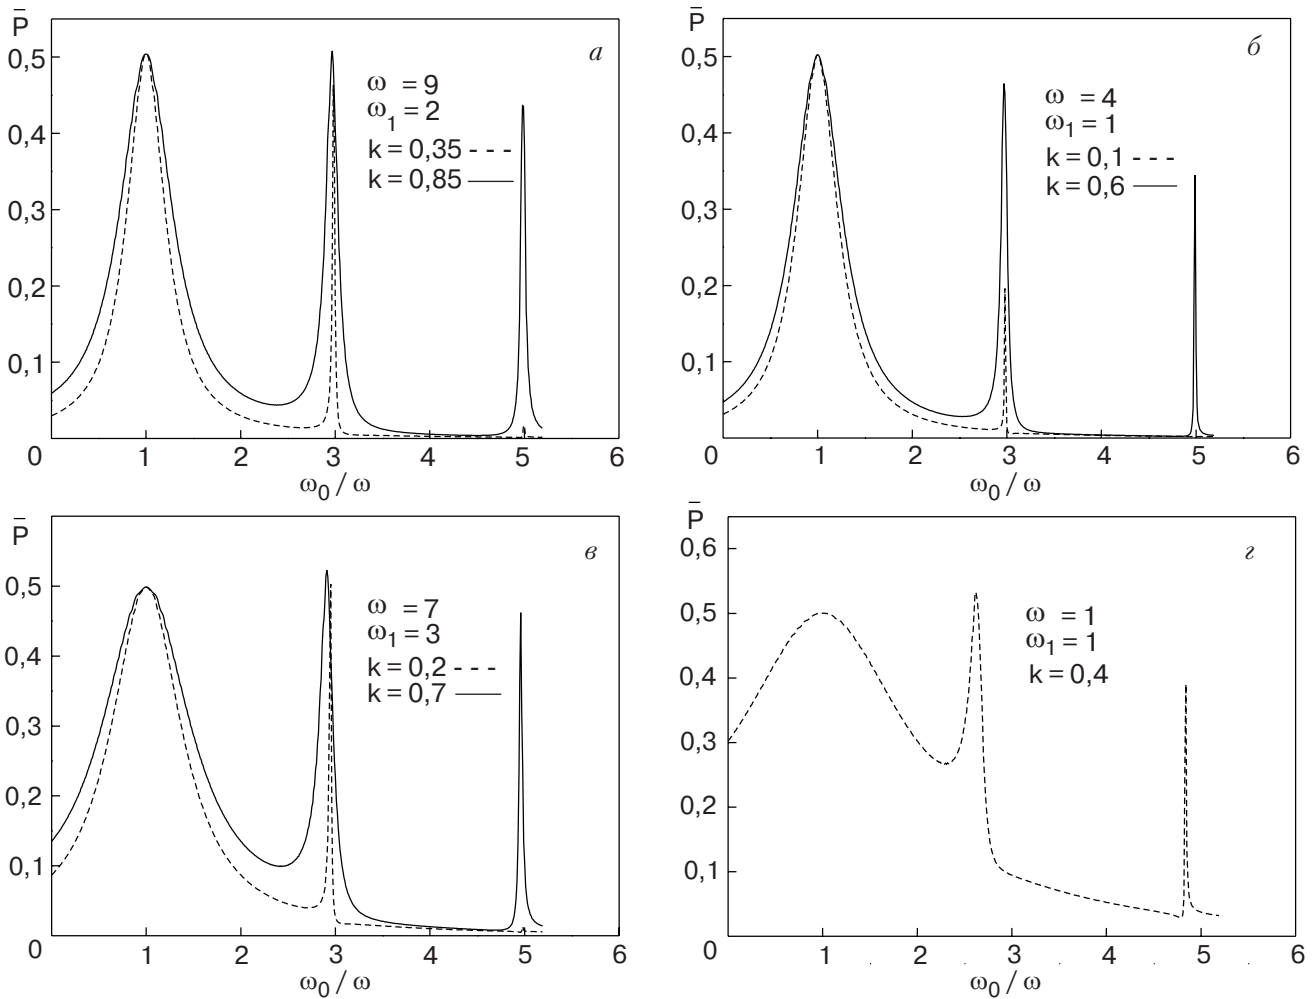 P̄
а
0,5
0,4
0,3
0,2
0,1
0
1
2
3
4
5
6
ω = 9
ω₁ = 2
k = 0,35 - - -
k = 0,85 ——
ω₀ / ω
P̄
б
0,5
0,4
0,3
0,2
0,1
0
1
2
3
4
5
6
ω = 4
ω₁ = 1
k = 0,1 - - -
k = 0,6 ——
ω₀ / ω
P̄
в
0,5
0,4
0,3
0,2
0,1
0
1
2
3
4
5
6
ω = 7
ω₁ = 3
k = 0,2 - - -
k = 0,7 ——
ω₀ / ω
P̄
г
0,6
0,5
0,4
0,3
0,2
0,1
0
1
2
3
4
5
6
ω = 1
ω₁ = 1
k = 0,4
ω₀ / ω